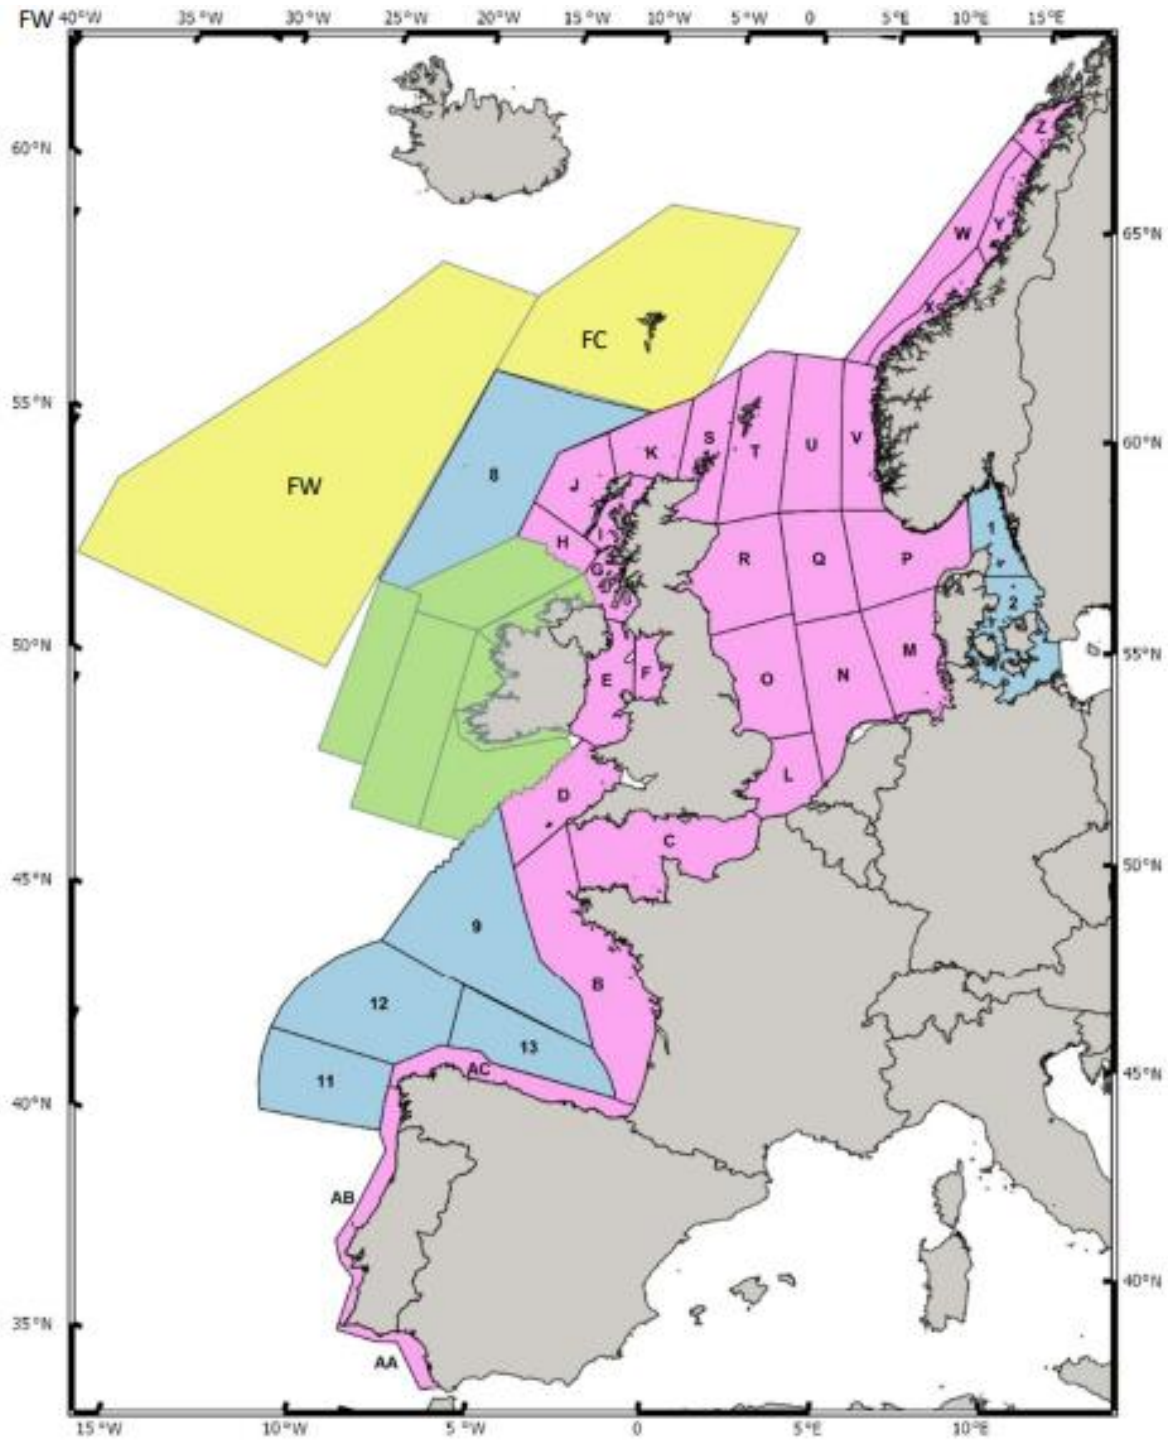 FW
40°W 35°W 30°W 25°W 20°W 15°W 10°W 5°W 0 5°E 10°E 15°E
Z
60°N
W Y 65°N
X
FC
55°N
S V 60°N
K T U
8 J
FW
1
I
H R Q P
G
2
50°N
M 55°N
E F O N
L
D
C
45°N 50°N
9
B
12
13
AC 45°N
11
40°N
AB
40°N
35°N
AA
15°W 10°W 5°W 0 5°E 10°E